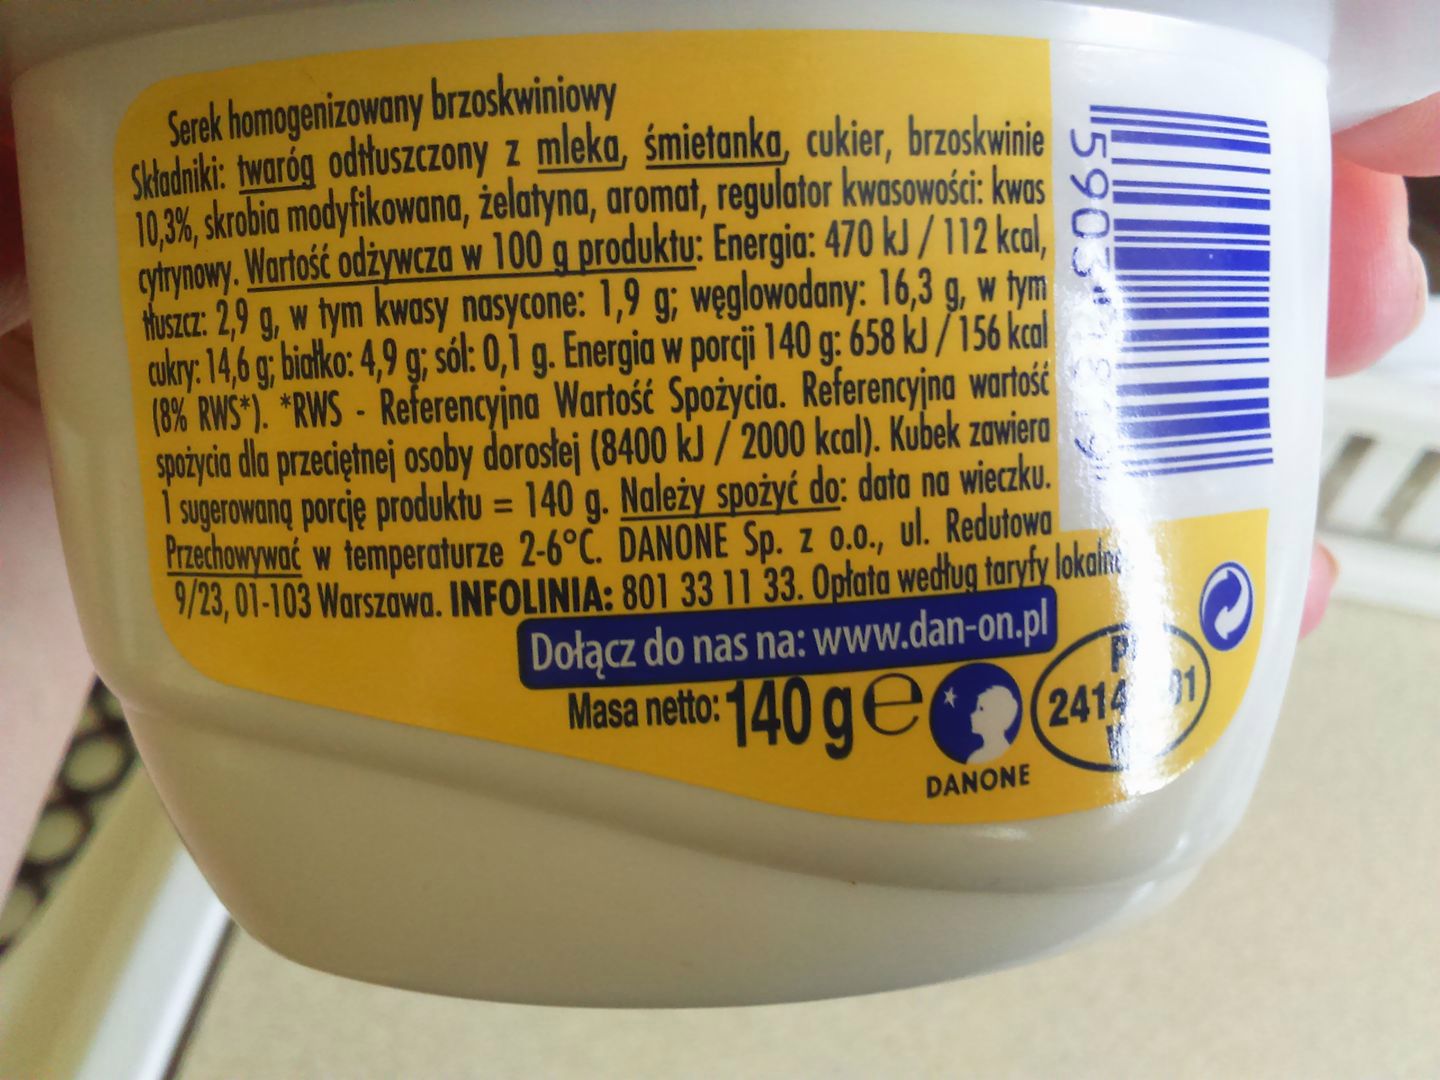 Serek homogenizowany brzoskwiniowy
Składniki: twaróg odtłuszczony z mleka, śmietanka, cukier, brzoskwinie
10,3%, skrobia modyfikowana, żelatyna, aromat, regulator kwasowości: kwas
cytrynowy. Wartość odżywcza w 100 g produktu: Energia: 470 kJ / 112 kcal,
tłuszcz: 2,9 g, w tym kwasy nasycone: 1,9 g; węglowodany: 16,3 g, w tym
cukry: 14,6 g; białko: 4,9 g; sól: 0,1 g. Energia w porcji 140 g: 658 kJ / 156 kcal
(8% RWS*). *RWS - Referencyjna Wartość Spożycia. Referencyjna wartość
spożycia dla przeciętnej osoby dorosłej (8400 kJ / 2000 kcal). Kubek zawiera
1 sugerowaną porcję produktu = 140 g. Należy spożyć do: data na wieczku.
Przechowywać w temperaturze 2-6°C. DANONE Sp. z o.o., ul. Redutowa
9/23, 01-103 Warszawa. INFOLINIA: 801 33 11 33. Opłata według taryfy
Dołącz do nas na: www.dan-on.pl
Masa netto: 140 g e
DANONE